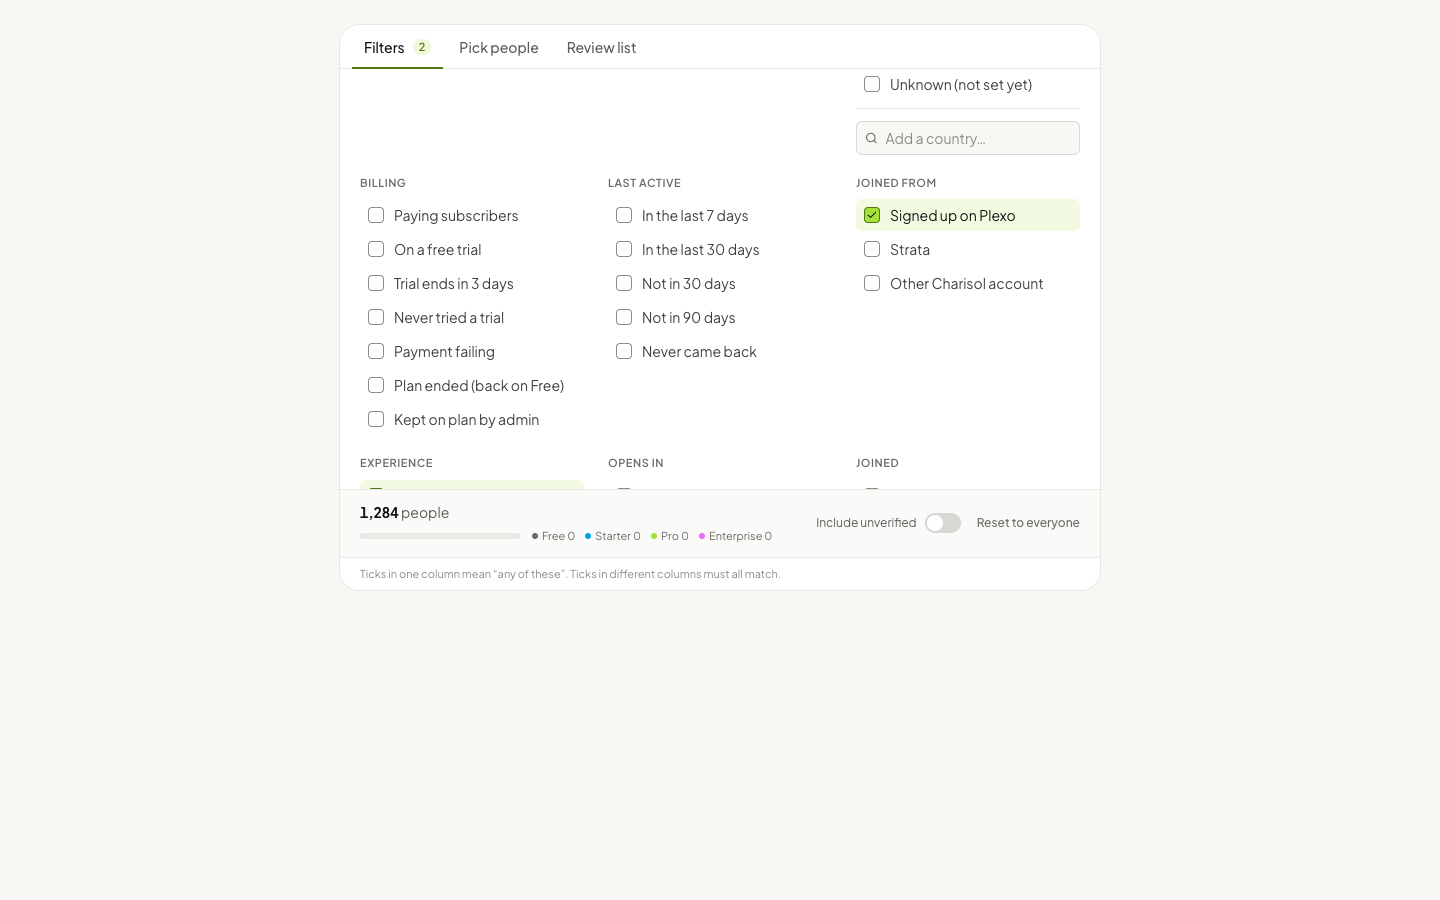 Filters 2 Pick people Review list
Unknown (not set yet)
Add a country…
BILLING LAST ACTIVE JOINED FROM
Paying subscribers In the last 7 days Signed up on Plexo
On a free trial In the last 30 days Strata
Trial ends in 3 days Not in 30 days Other Charisol account
Never tried a trial Not in 90 days
Payment failing Never came back
Plan ended (back on Free)
Kept on plan by admin
EXPERIENCE OPENS IN JOINED
1,284 people
Include unverified Reset to everyone
Free 0 Starter 0 Pro 0 Enterprise 0
Ticks in one column mean “any of these”. Ticks in different columns must all match.